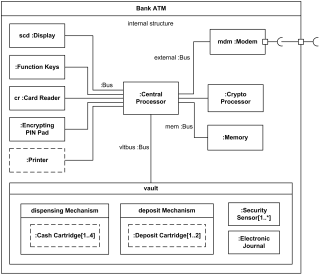 Bank ATM
internal structure
scd :Display
mdm :Modem
external :Bus
:Function Keys
:Bus
cr :Card Reader
:Central
Processor
:Crypto
Processor
:Encrypting
PIN Pad
mem :Bus
:Memory
:Printer
vltbus :Bus
vault
dispensing Mechanism
deposit Mechanism
:Security
Sensor[1..*]
:Cash Cartridge[1..4]
:Deposit Cartridge[1..2]
:Electronic
Journal